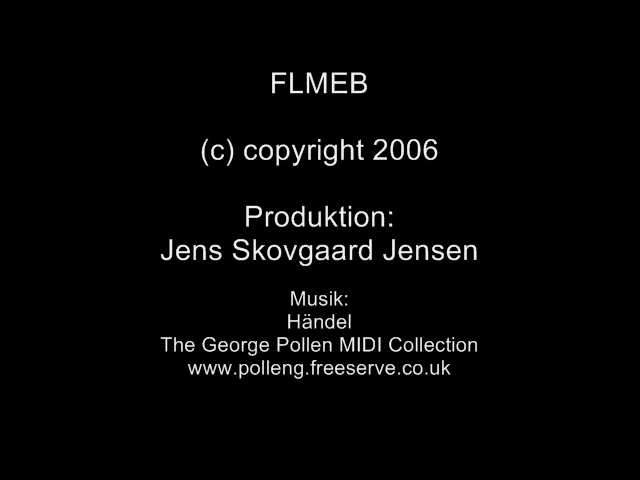 FLMEB
(c) copyright 2006
Produktion:
Jens Skovgaard Jensen
Musik:
Händel
The George Pollen MIDI Collection
www.polleng.freeserve.co.uk